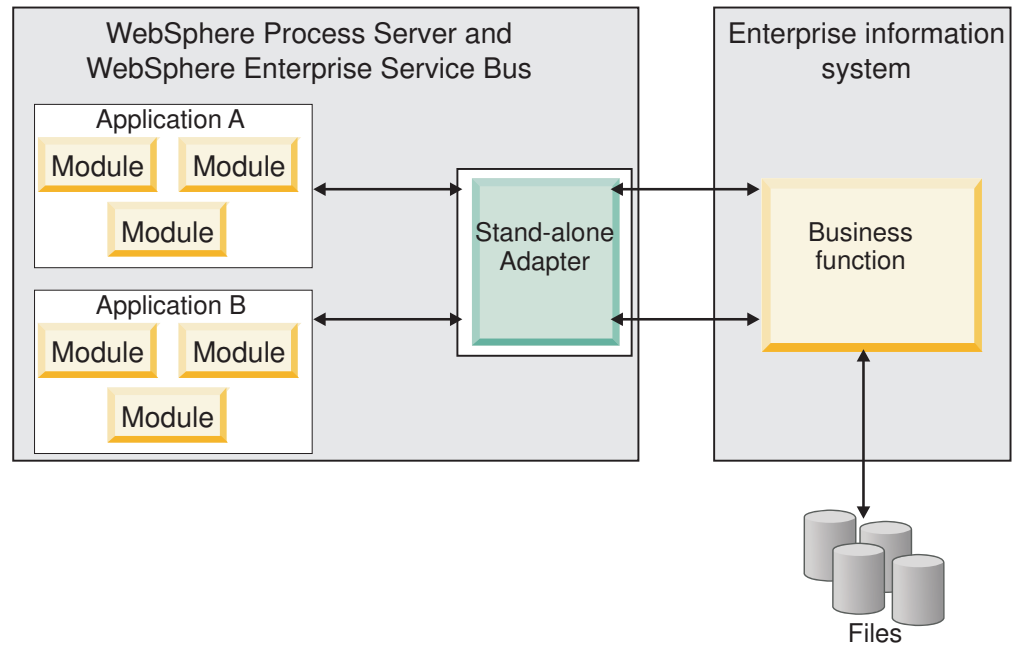 WebSphere Process Server and
WebSphere Enterprise Service Bus
Application A
Module
Module
Module
Application B
Module
Module
Module
Stand-alone
Adapter
Enterprise information
system
Business
function
Files